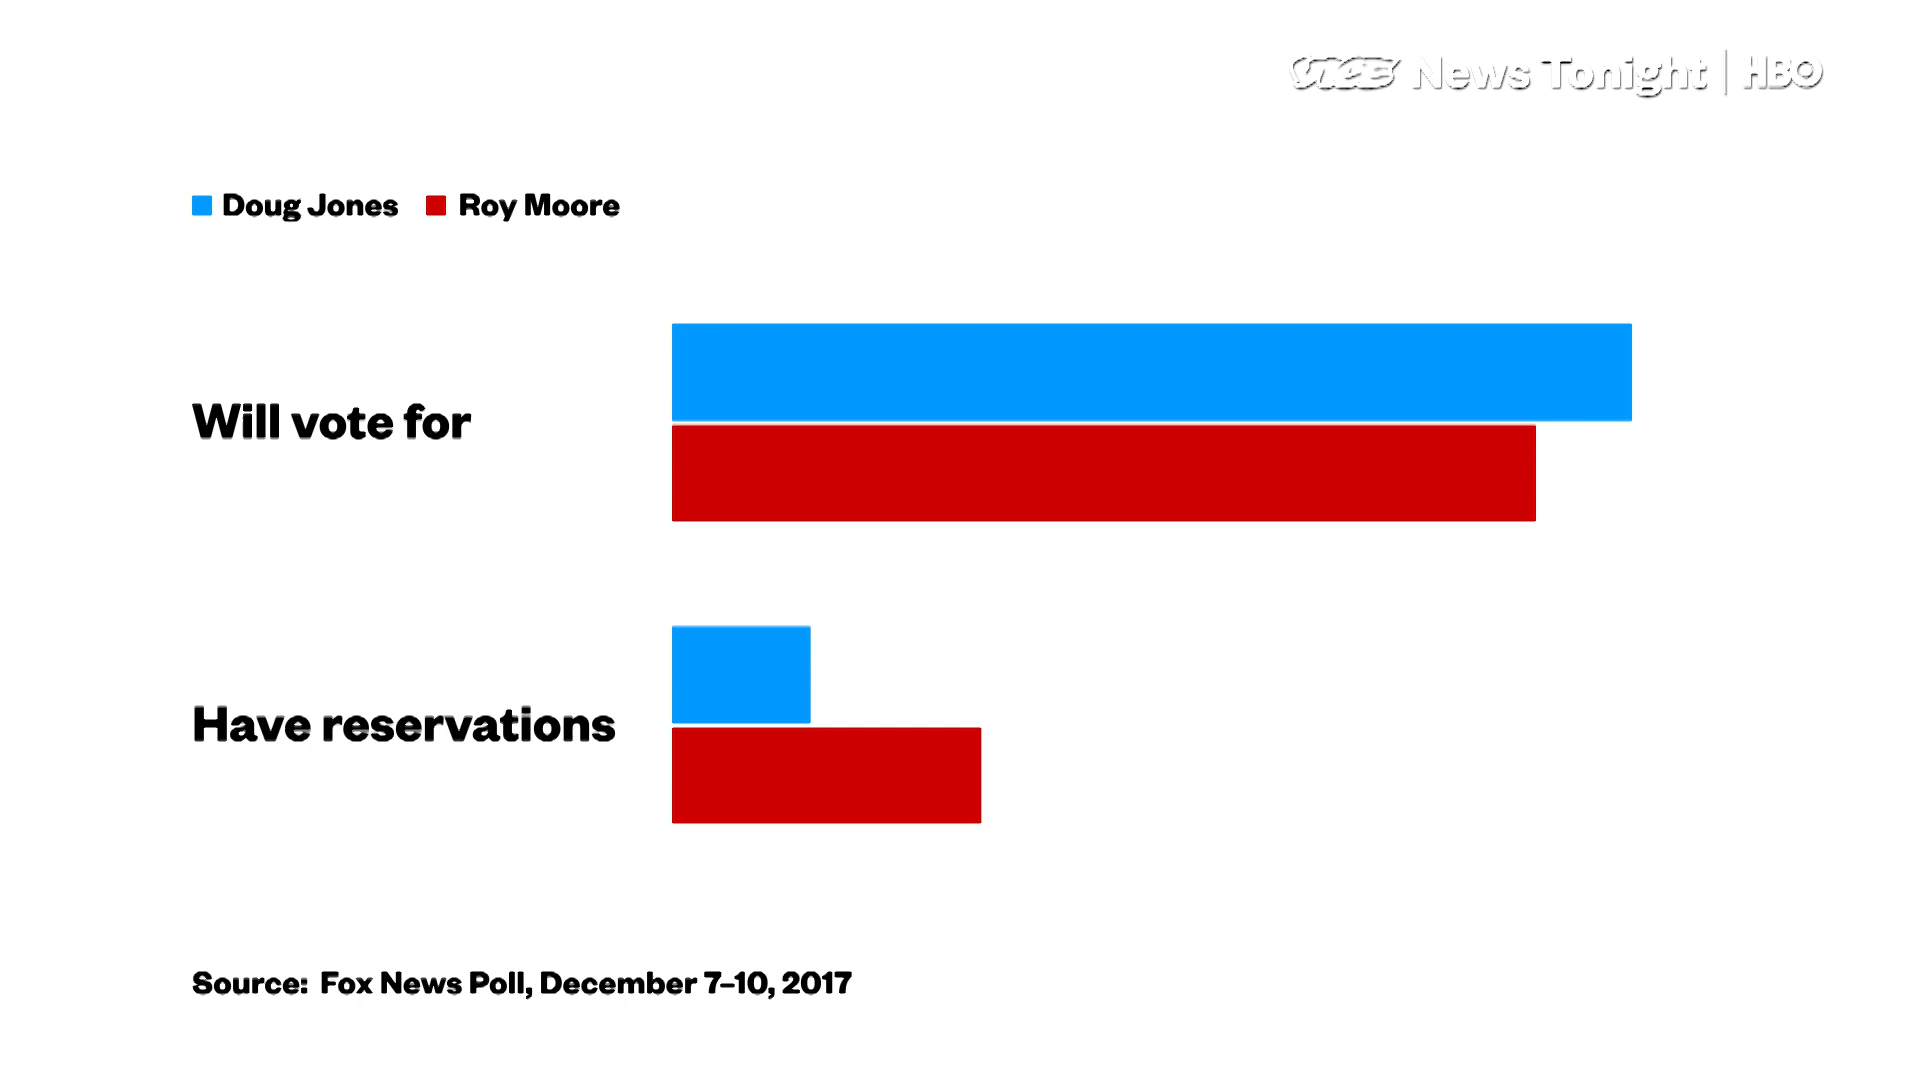 VICE News Tonight | HBO
Doug Jones Roy Moore
Will vote for
Have reservations
Source: Fox News Poll, December 7–10, 2017